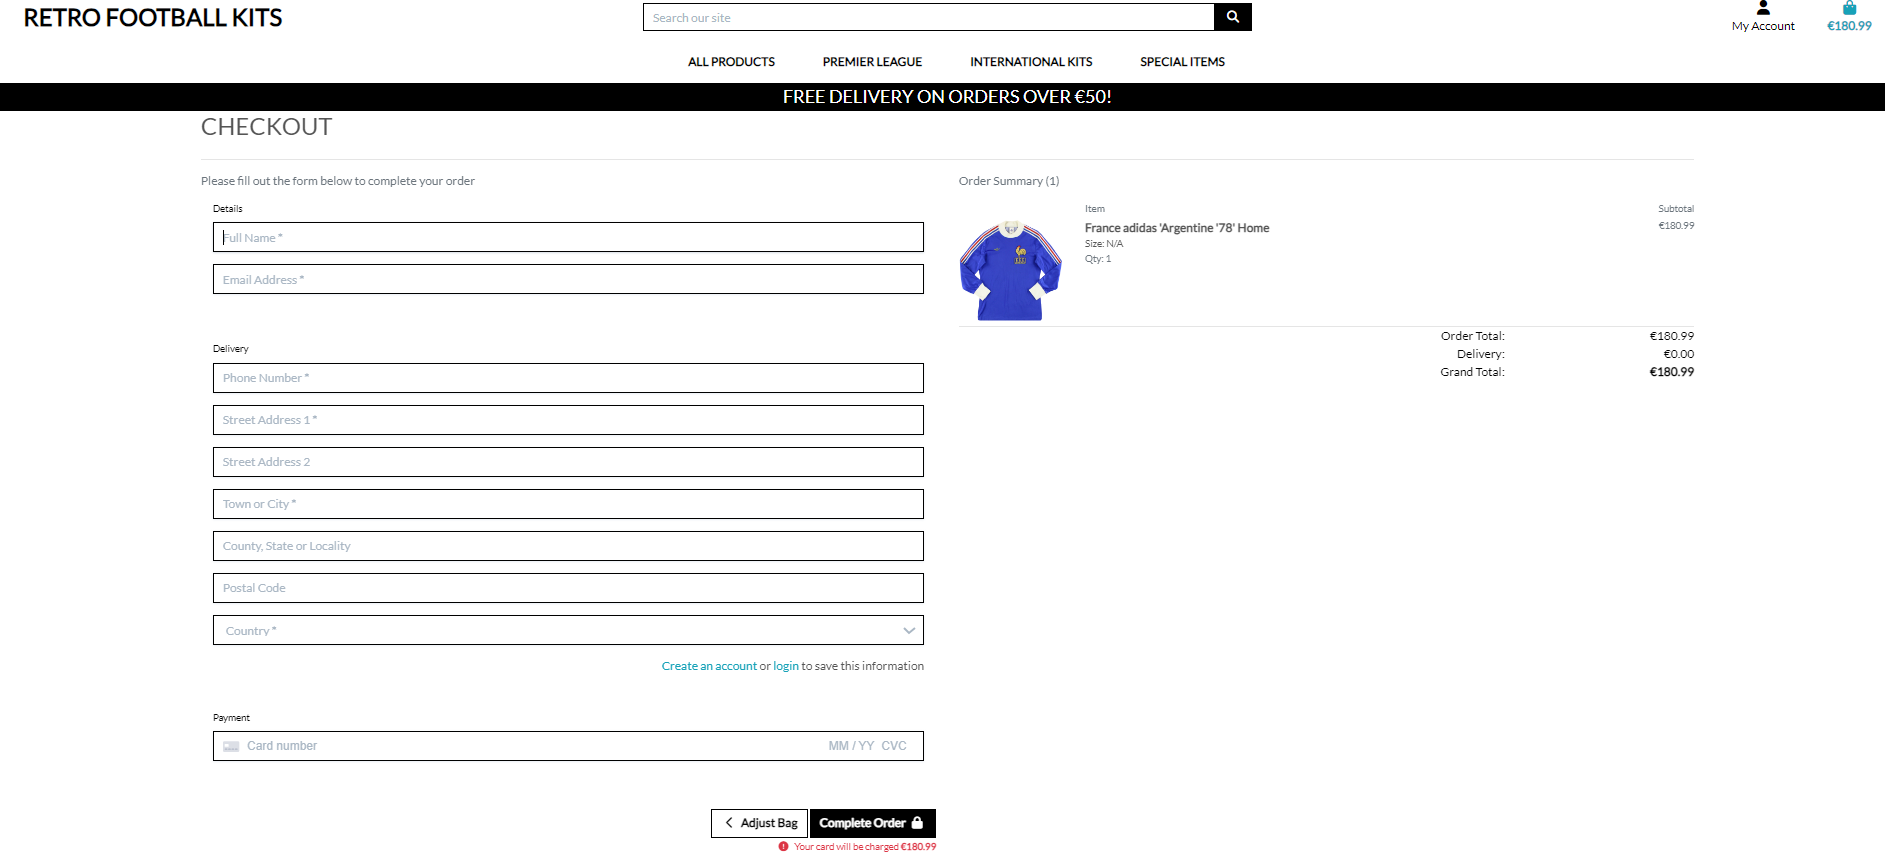 RETRO FOOTBALL KITS
Search our site
My Account
€180.99
ALL PRODUCTS
PREMIER LEAGUE
INTERNATIONAL KITS
SPECIAL ITEMS
FREE DELIVERY ON ORDERS OVER €50!
CHECKOUT
Please fill out the form below to complete your order
Details
Full Name *
Email Address *
Delivery
Phone Number *
Street Address 1 *
Street Address 2
Town or City *
County, State or Locality
Postal Code
Country *
Create an account or login to save this information
Payment
Card number MM / YY CVC
Adjust Bag
Complete Order
Your card will be charged €180.99
Order Summary (1)
Item Subtotal
France adidas 'Argentine '78' Home €180.99
Size: N/A
Qty: 1
Order Total: €180.99
Delivery: €0.00
Grand Total: €180.99